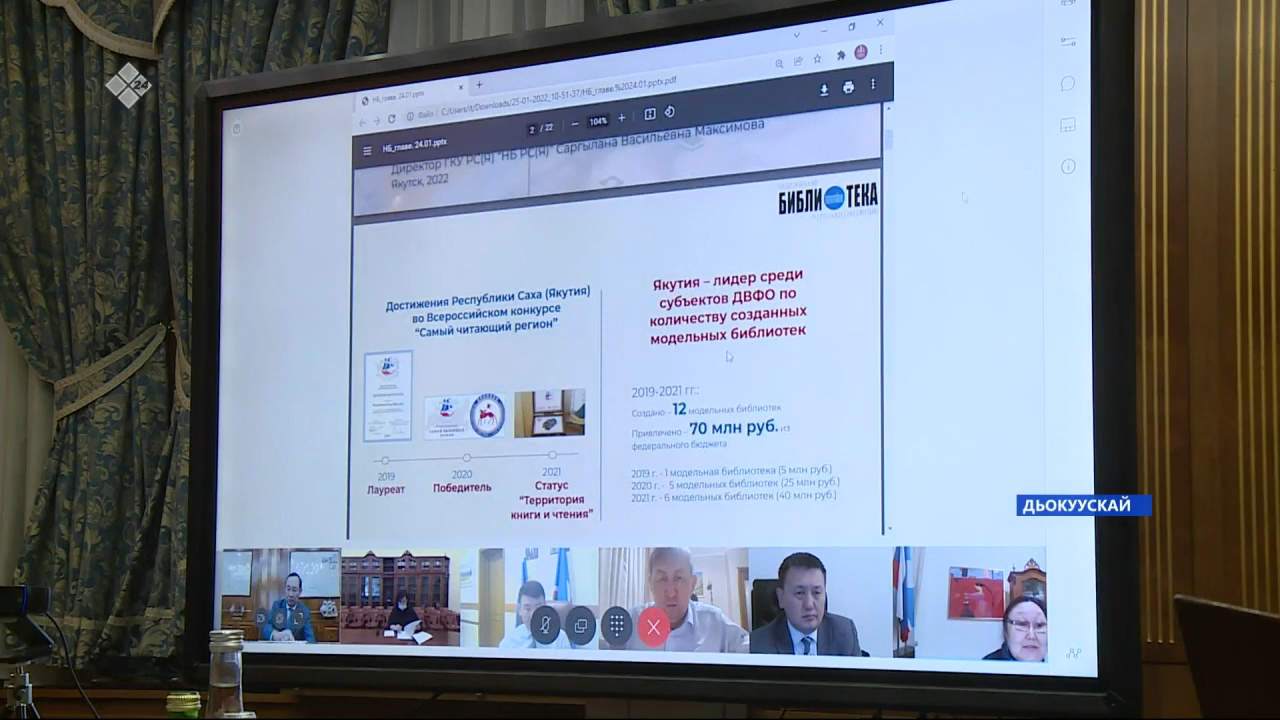 24
НБ_главе. 24.01.pptx
Файл
C:/Users/it/Downloads/25-01-2022_10-51-37/НБ_главе.%2024.01.pptx.pdf
НБ_главе. 24.01.pptx
2 / 22
104%
Директор ГКУ РС(Я) "НБ РС(Я)" Саргылана Васильевна Максимова
Якутск, 2022
БИБЛИ ТЕКА
Достижения Республики Саха (Якутия)
во Всероссийском конкурсе
"Самый читающий регион"
2019
Лауреат
2020
Победитель
2021
Статус
"Территория
книги и чтения"
Якутия – лидер среди
субъектов ДВФО по
количеству созданных
модельных библиотек
2019-2021 гг.:
Создано – 12 модельных библиотек
Привлечено – 70 млн руб. из
федерального бюджета
2019 г. - 1 модельная библиотека (5 млн руб.)
2020 г. - 5 модельных библиотек (25 млн руб.)
2021 г. - 6 модельных библиотек (40 млн руб.)
ДЬОКУУСКАЙ